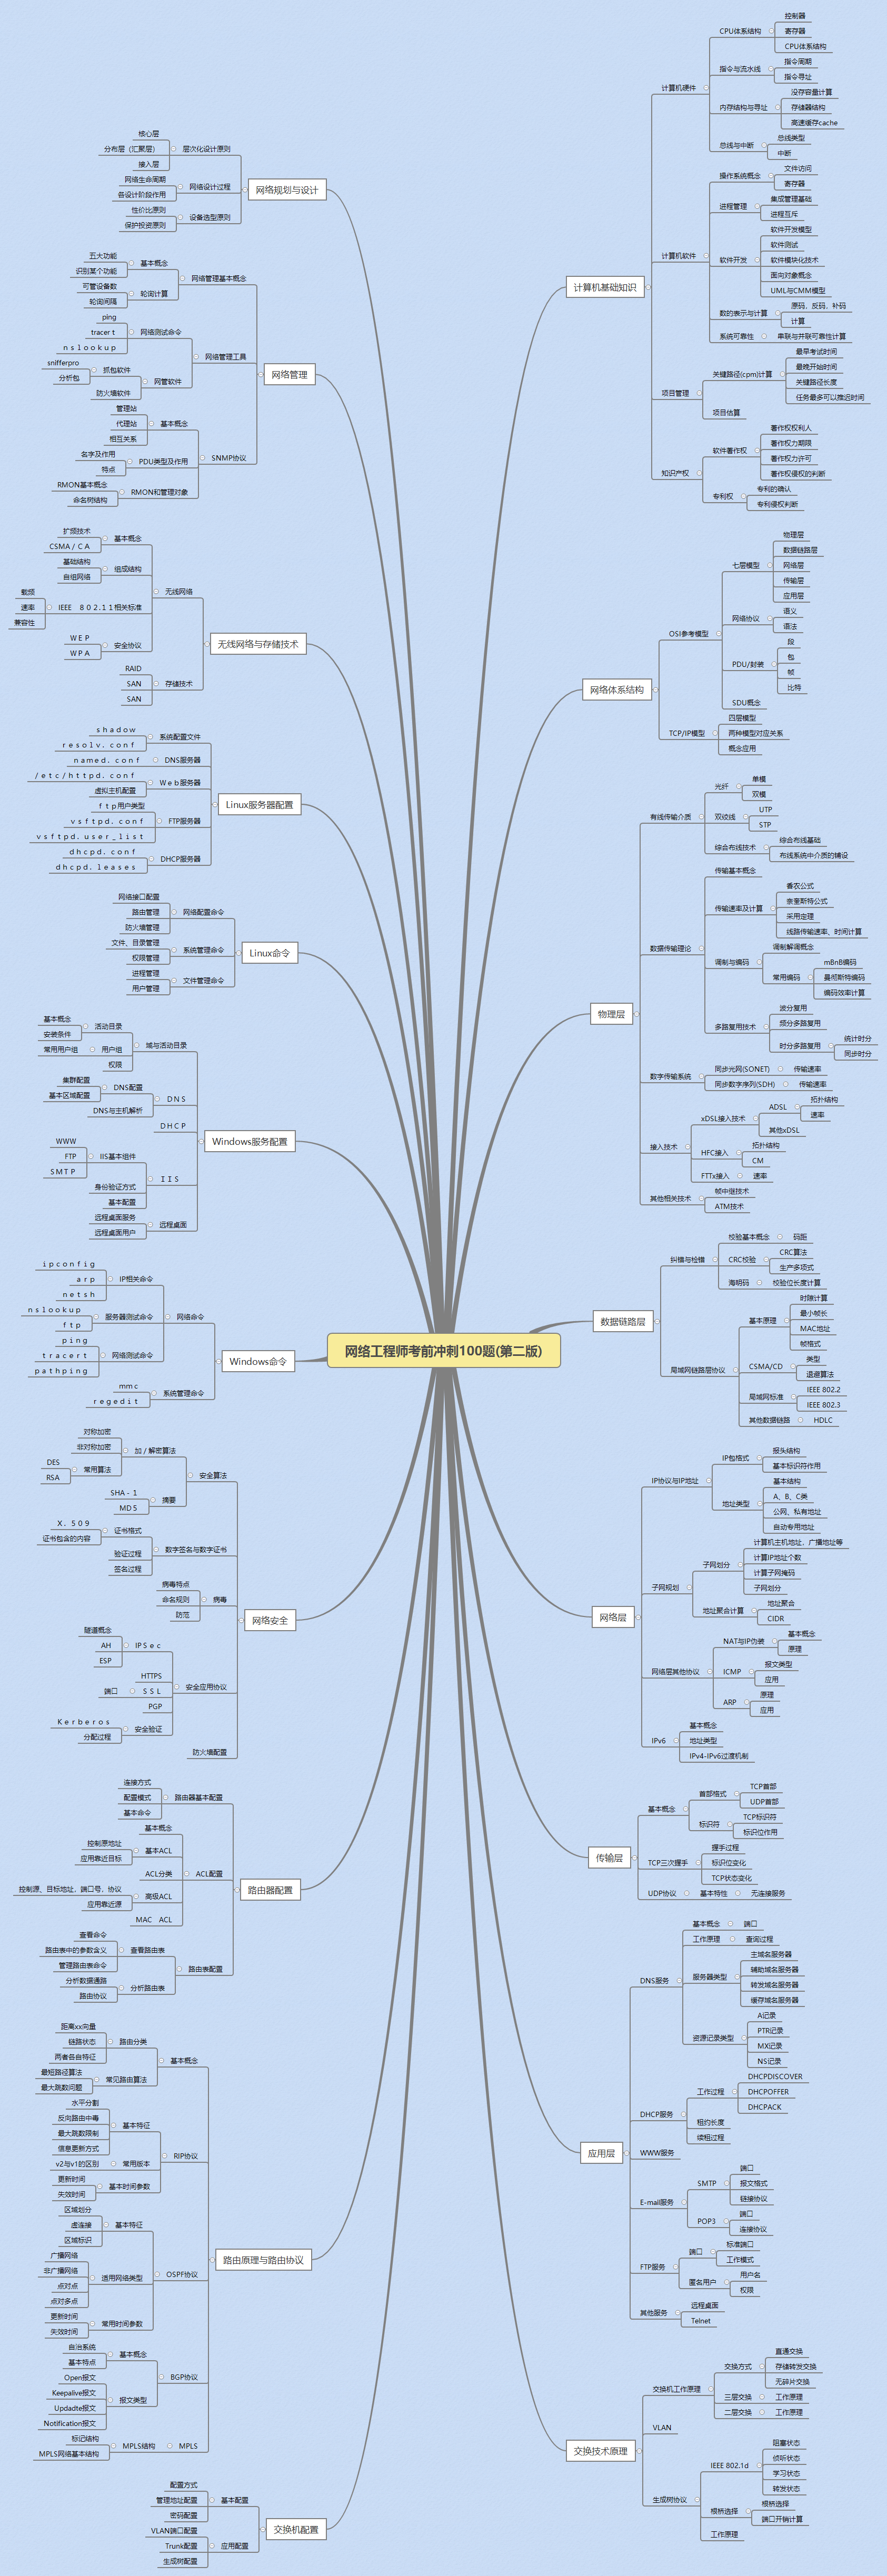 网络工程师考前冲刺100题(第二版)
计算机基础知识
计算机硬件
CPU体系结构
控制器
寄存器
CPU体系结构
指令与流水线
指令周期
指令寻址
内存结构与寻址
没存容量计算
存储器结构
高速缓存cache
总线与中断
总线类型
中断
计算机软件
操作系统概念
文件访问
寄存器
进程管理
集成管理基础
进程互斥
软件开发
软件开发模型
软件测试
软件模块化技术
面向对象概念
UML与CMM模型
数的表示与计算
原码、反码、补码
计算
系统可靠性
串联与并联可靠性计算
项目管理
关键路径(cpm)计算
最早考试时间
最晚开始时间
关键路径长度
任务最多可以推迟时间
项目估算
知识产权
软件著作权
著作权权利人
著作权力期限
著作权力许可
著作权侵权的判断
专利权
专利的确认
专利侵权判断
网络体系结构
OSI参考模型
七层模型
物理层
数据链路层
网络层
传输层
应用层
网络协议
语义
语法
PDU/封装
段
包
帧
比特
SDU概念
TCP/IP模型
四层模型
两种模型对应关系
概念应用
物理层
有线传输介质
光纤
单模
双模
双绞线
UTP
STP
综合布线技术
综合布线基础
布线系统中介质的铺设
数据传输理论
传输基本概念
传输速率及计算
香农公式
奈奎斯特公式
采用定理
线路传输速率、时间计算
调制与编码
调制解调概念
常用编码
mBnB编码
曼彻斯特编码
编码效率计算
多路复用技术
波分复用
频分多路复用
时分多路复用
统计时分
同步时分
数字传输系统
同步光网(SONET)
传输速率
同步数字序列(SDH)
传输速率
接入技术
xDSL接入技术
ADSL
拓扑结构
速率
其他xDSL
HFC接入
拓扑结构
CM
FTTx接入
速率
其他相关技术
帧中继技术
ATM技术
数据链路层
纠错与检错
校验基本概念
码距
CRC校验
CRC算法
生产多项式
海明码
校验位长度计算
局域网链路层协议
基本原理
时隙计算
最小帧长
MAC地址
帧格式
CSMA/CD
类型
退避算法
局域网标准
IEEE 802.2
IEEE 802.3
其他数据链路
HDLC
网络层
IP协议与IP地址
IP包格式
报头结构
基本标识符作用
地址类型
基本结构
A、B、C类
公网、私有地址
自动专用地址
子网规划
子网划分
计算机主机地址，广播地址等
计算IP地址个数
计算子网掩码
子网划分
地址聚合计算
地址聚合
CIDR
网络层其他协议
NAT与IP伪装
基本概念
原理
ICMP
报文类型
应用
ARP
原理
应用
IPv6
基本概念
地址类型
IPv4-IPv6过渡机制
传输层
基本概念
首部格式
TCP首部
UDP首部
标识符
TCP标识符
标识位作用
TCP三次握手
握手过程
标识位变化
TCP状态变化
UDP协议
基本特性
无连接服务
应用层
DNS服务
基本概念
端口
工作原理
查询过程
服务器类型
主域名服务器
辅助域名服务器
转发域名服务器
缓存域名服务器
资源记录类型
A记录
PTR记录
MX记录
NS记录
DHCP服务
工作过程
DHCPDISCOVER
DHCPOFFER
DHCPACK
租约长度
续租过程
WWW服务
E-mail服务
SMTP
端口
报文格式
链接协议
POP3
端口
连接协议
FTP服务
端口
标准端口
工作模式
匿名用户
用户名
权限
其他服务
远程桌面
Telnet
交换技术原理
交换机工作原理
交换方式
直通交换
存储转发交换
无碎片交换
三层交换
工作原理
二层交换
工作原理
VLAN
生成树协议
IEEE 802.1d
阻塞状态
侦听状态
学习状态
转发状态
根桥选择
根桥选择
端口开销计算
工作原理
网络规划与设计
层次化设计原则
核心层
分布层（汇聚层）
接入层
网络设计过程
网络生命周期
各设计阶段作用
设备选型原则
性价比原则
保护投资原则
网络管理
网络管理基本概念
基本概念
五大功能
识别某个功能
轮询计算
可管设备数
轮询间隔
网络管理工具
网络测试命令
ping
tracerｔ
ｎｓｌｏｏｋｕｐ
网管软件
抓包软件
snifferpro
分析包
防火墙软件
SNMP协议
基本概念
管理站
代理站
相互关系
PDU类型及作用
名字及作用
特点
RMON和管理对象
RMON基本概念
命名树结构
无线网络与存储技术
无线网络
基本概念
扩频技术
CSMA／ＣＡ
组成结构
基础结构
自组网络
IEEE　８０２.１１相关标准
载频
速率
兼容性
安全协议
ＷＥＰ
ＷＰＡ
存储技术
RAID
SAN
SAN
Linux服务器配置
系统配置文件
ｓｈａｄｏｗ
ｒｅｓｏｌｖ．ｃｏｎｆ
DNS服务器
ｎａｍｅｄ．ｃｏｎｆ
Ｗｅｂ服务器
／ｅｔｃ／ｈｔｔｐｄ．ｃｏｎｆ
虚拟主机配置
FTP服务器
ｆｔｐ用户类型
ｖｓｆｔｐｄ．ｃｏｎｆ
ｖｓｆｔｐｄ．ｕｓｅｒ＿ｌｉｓｔ
DHCP服务器
ｄｈｃｐｄ．ｃｏｎｆ
ｄｈｃｐｄ．ｌｅａｓｅｓ
Linux命令
网络配置命令
网络接口配置
路由管理
防火墙管理
系统管理命令
文件、目录管理
权限管理
文件管理命令
进程管理
用户管理
Windows服务配置
域与活动目录
活动目录
基本概念
安装条件
用户组
常用用户组
权限
ＤＮＳ
DNS配置
集群配置
基本区域配置
DNS与主机解析
ＤＨＣＰ
ＩＩＳ
IIS基本组件
WWW
FTP
ＳＭＴＰ
身份验证方式
基本配置
远程桌面
远程桌面服务
远程桌面用户
Windows命令
网络命令
IP相关命令
ｉｐｃｏｎｆｉｇ
ａｒｐ
ｎｅｔｓｈ
服务器测试命令
ｎｓｌｏｏｋｕｐ
ｆｔｐ
网络测试命令
ｐｉｎｇ
ｔｒａｃｅｒｔ
ｐａｔｈｐｉｎｇ
系统管理命令
ｍｍｃ
ｒｅｇｅｄｉｔ
网络安全
安全算法
加／解密算法
对称加密
非对称加密
常用算法
DES
RSA
摘要
SHA－１
MD５
数字签名与数字证书
证书格式
Ｘ．５０９
证书包含的内容
验证过程
签名过程
病毒
病毒特点
命名规则
防范
安全应用协议
IPＳｅｃ
隧道概念
AH
ESP
HTTPS
ＳＳＬ
端口
PGP
安全验证
Ｋｅｒｂｅｒｏｓ
分配过程
防火墙配置
路由器配置
路由器基本配置
连接方式
配置模式
基本命令
ACL配置
基本概念
基本ACL
控制原地址
应用靠近目标
ACL分类
高级ACL
控制源、目标地址，端口号，协议
应用靠近源
MAC　ACL
路由表配置
查看路由表
查看命令
路由表中的参数含义
管理路由表命令
分析路由表
分析数据通路
路由协议
路由原理与路由协议
基本概念
路由分类
距离xx向量
链路状态
两者各自特征
常见路由算法
最短路径算法
最大跳数问题
RIP协议
基本特征
水平分割
反向路由中毒
最大跳数限制
信息更新方式
常用版本
v2与v1的区别
基本时间参数
更新时间
失效时间
OSPF协议
基本特征
区域划分
虚连接
区域标识
适用网络类型
广播网络
非广播网络
点对点
点对多点
常用时间参数
更新时间
失效时间
BGP协议
基本概念
自治系统
基本特点
报文类型
Open报文
Keepalive报文
Updadte报文
Notification报文
MPLS
MPLS结构
标记结构
MPLS网络基本结构
交换机配置
基本配置
配置方式
管理地址配置
密码配置
应用配置
VLAN端口配置
Trunk配置
生成树配置